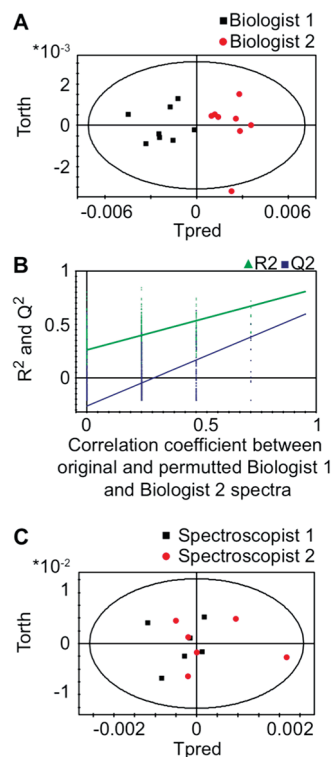 A
Biologist 1
Biologist 2
*10-3
2
0
-2
Torth
-0.006
0
0.006
Tpred
B
R2
Q2
1
0.5
0
R2 and Q2
0
0.5
1
Correlation coefficient between
original and permutted Biologist 1
and Biologist 2 spectra
C
Spectroscopist 1
Spectroscopist 2
*10-2
1
0
-1
Torth
-0.002
0
0.002
Tpred